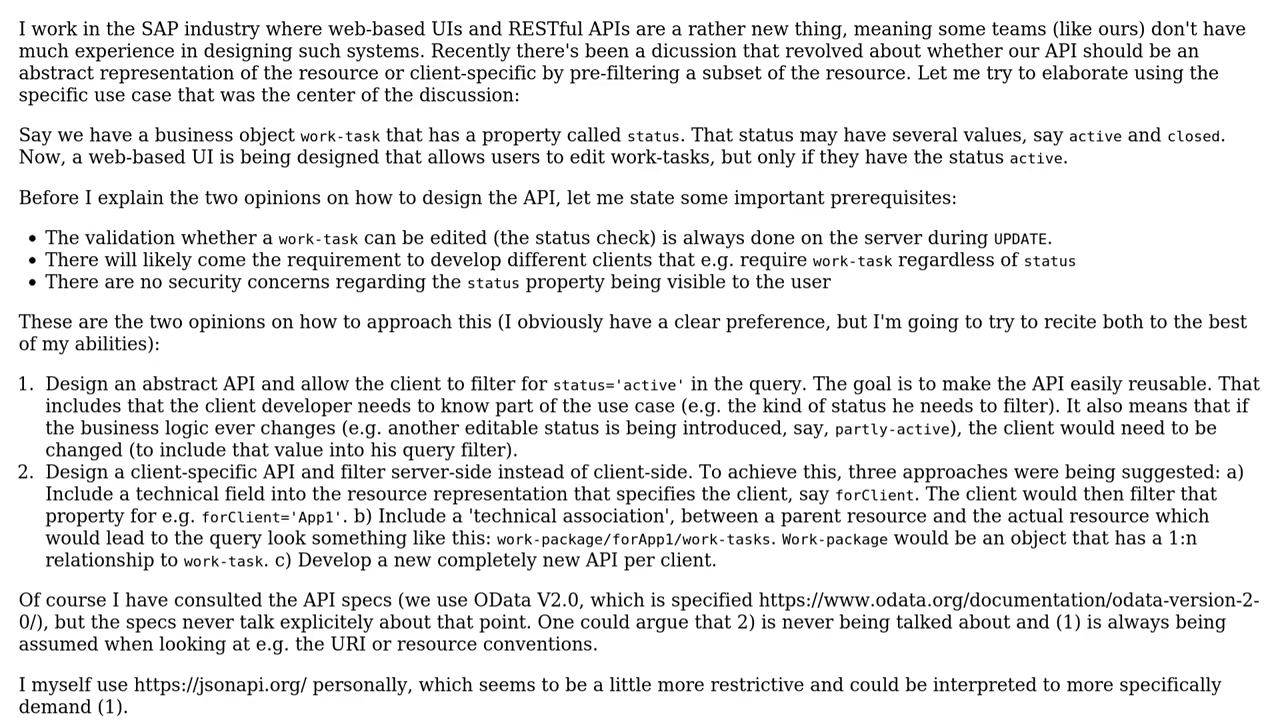 I work in the SAP industry where web-based UIs and RESTful APIs are a rather new thing, meaning some teams (like ours) don't have
much experience in designing such systems. Recently there's been a dicussion that revolved about whether our API should be an
abstract representation of the resource or client-specific by pre-filtering a subset of the resource. Let me try to elaborate using the
specific use case that was the center of the discussion:
Say we have a business object work-task that has a property called status. That status may have several values, say active and closed.
Now, a web-based UI is being designed that allows users to edit work-tasks, but only if they have the status active.
Before I explain the two opinions on how to design the API, let me state some important prerequisites:
• The validation whether a work-task can be edited (the status check) is always done on the server during UPDATE.
• There will likely come the requirement to develop different clients that e.g. require work-task regardless of status
• There are no security concerns regarding the status property being visible to the user
These are the two opinions on how to approach this (I obviously have a clear preference, but I'm going to try to recite both to the best
of my abilities):
1. Design an abstract API and allow the client to filter for status='active' in the query. The goal is to make the API easily reusable. That
includes that the client developer needs to know part of the use case (e.g. the kind of status he needs to filter). It also means that if
the business logic ever changes (e.g. another editable status is being introduced, say, partly-active), the client would need to be
changed (to include that value into his query filter).
2. Design a client-specific API and filter server-side instead of client-side. To achieve this, three approaches were being suggested: a)
Include a technical field into the resource representation that specifies the client, say forClient. The client would then filter that
property for e.g. forClient='App1'. b) Include a 'technical association', between a parent resource and the actual resource which
would lead to the query look something like this: work-package/forApp1/work-tasks. Work-package would be an object that has a 1:n
relationship to work-task. c) Develop a new completely new API per client.
Of course I have consulted the API specs (we use OData V2.0, which is specified https://www.odata.org/documentation/odata-version-2-
0/), but the specs never talk explicitely about that point. One could argue that 2) is never being talked about and (1) is always being
assumed when looking at e.g. the URI or resource conventions.
I myself use https://jsonapi.org/ personally, which seems to be a little more restrictive and could be interpreted to more specifically
demand (1).